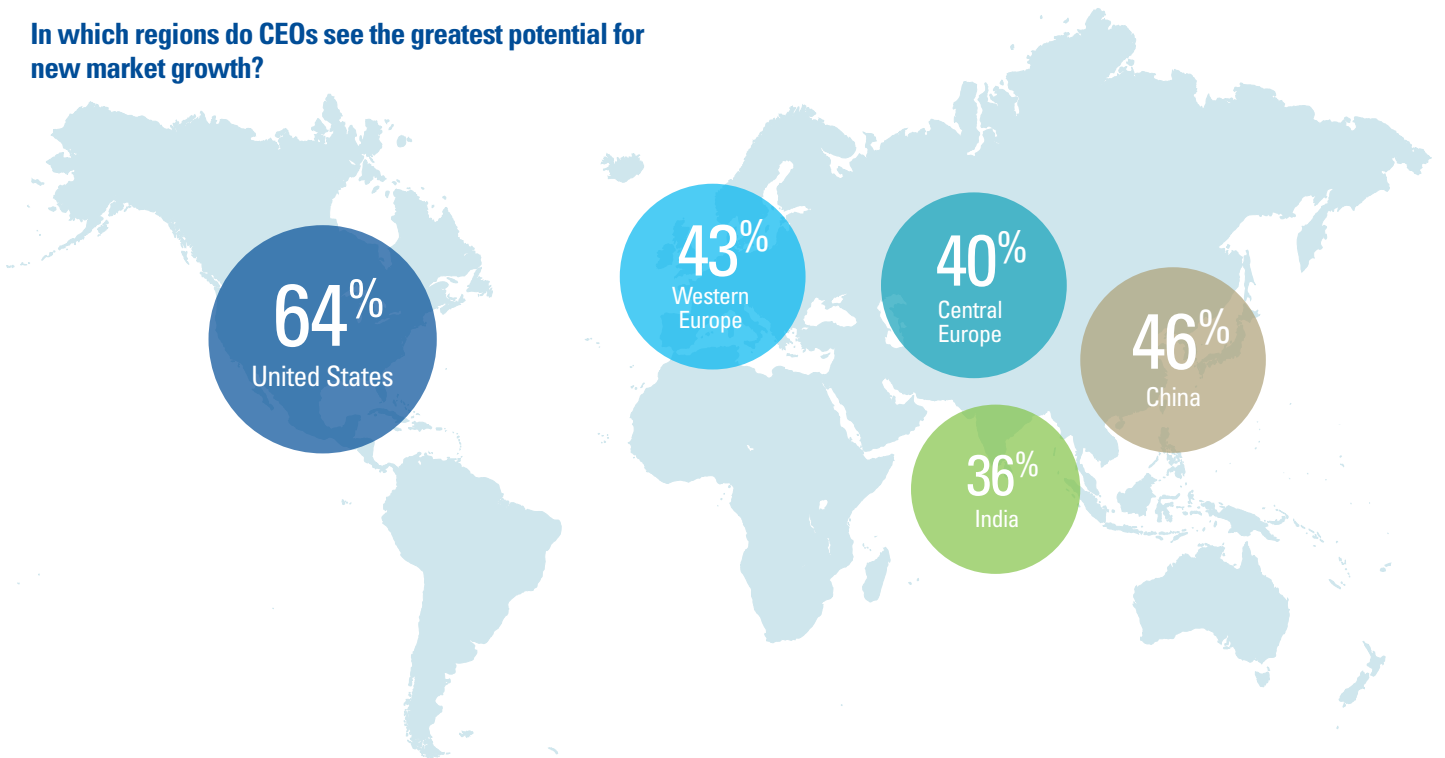 In which regions do CEOs see the greatest potential for
new market growth?
64%
United States
43%
Western
Europe
40%
Central
Europe
46%
China
36%
India